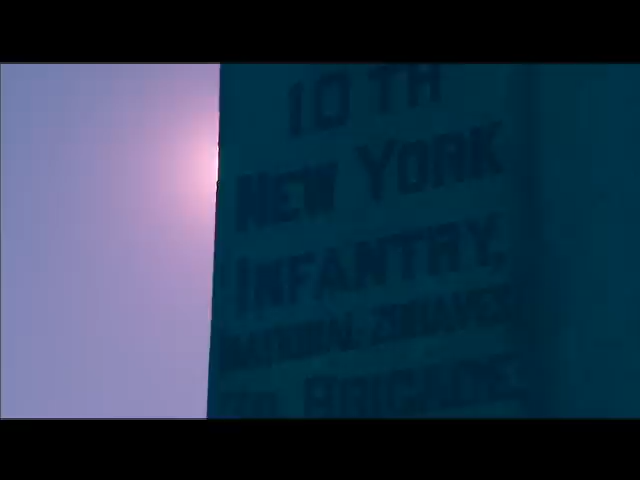 10TH
NEW YORK
INFANTRY,
NATIONAL ZOUAVES
BRIGADE